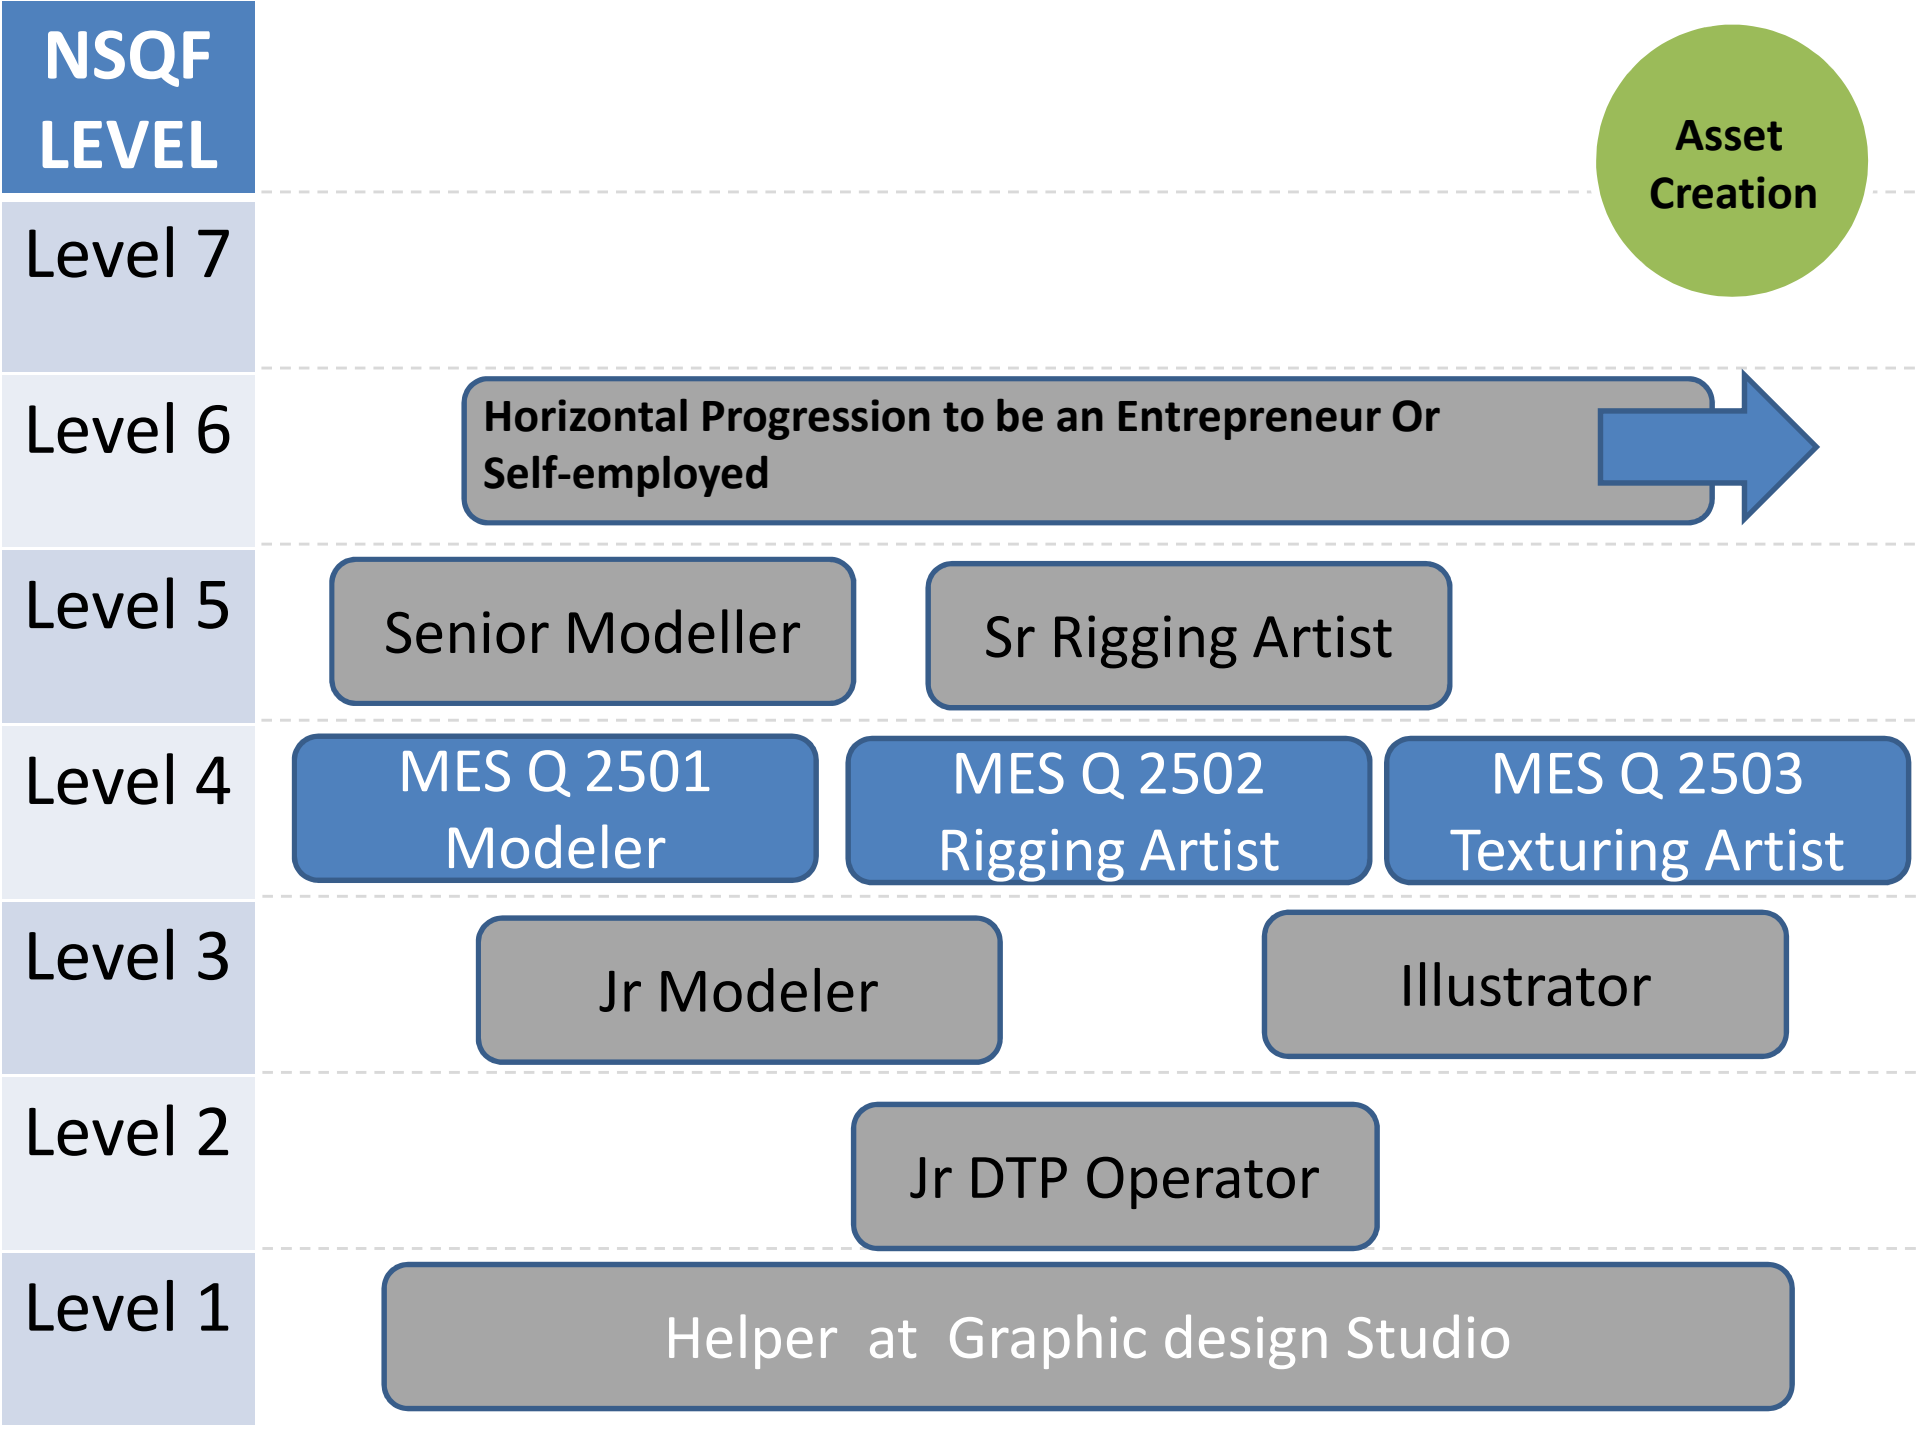 NSQF
LEVEL
Asset
Creation
Level 7
Level 6
Horizontal Progression to be an Entrepreneur Or
Self-employed
Level 5
Senior Modeller
Sr Rigging Artist
Level 4
MES Q 2501
Modeler
MES Q 2502
Rigging Artist
MES Q 2503
Texturing Artist
Level 3
Jr Modeler
Illustrator
Level 2
Jr DTP Operator
Level 1
Helper  at  Graphic design Studio